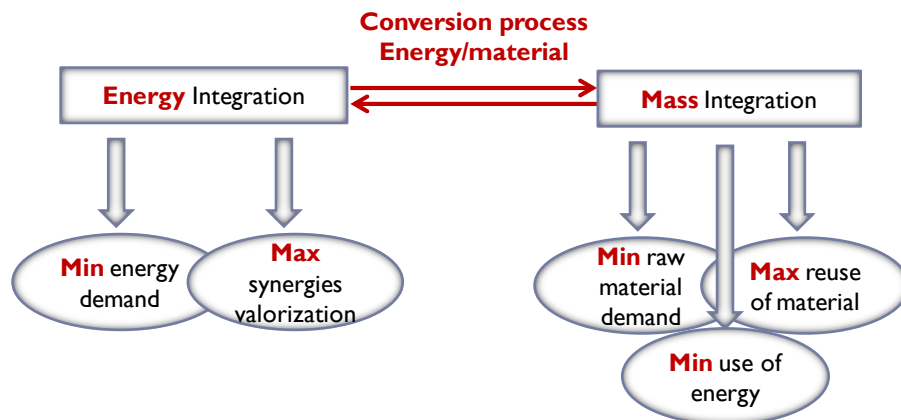 Conversion process
Energy/material
Energy Integration
Mass Integration
Min energy
demand
Max
synergies
valorization
Min raw
material
demand
Max reuse
of material
Min use of
energy